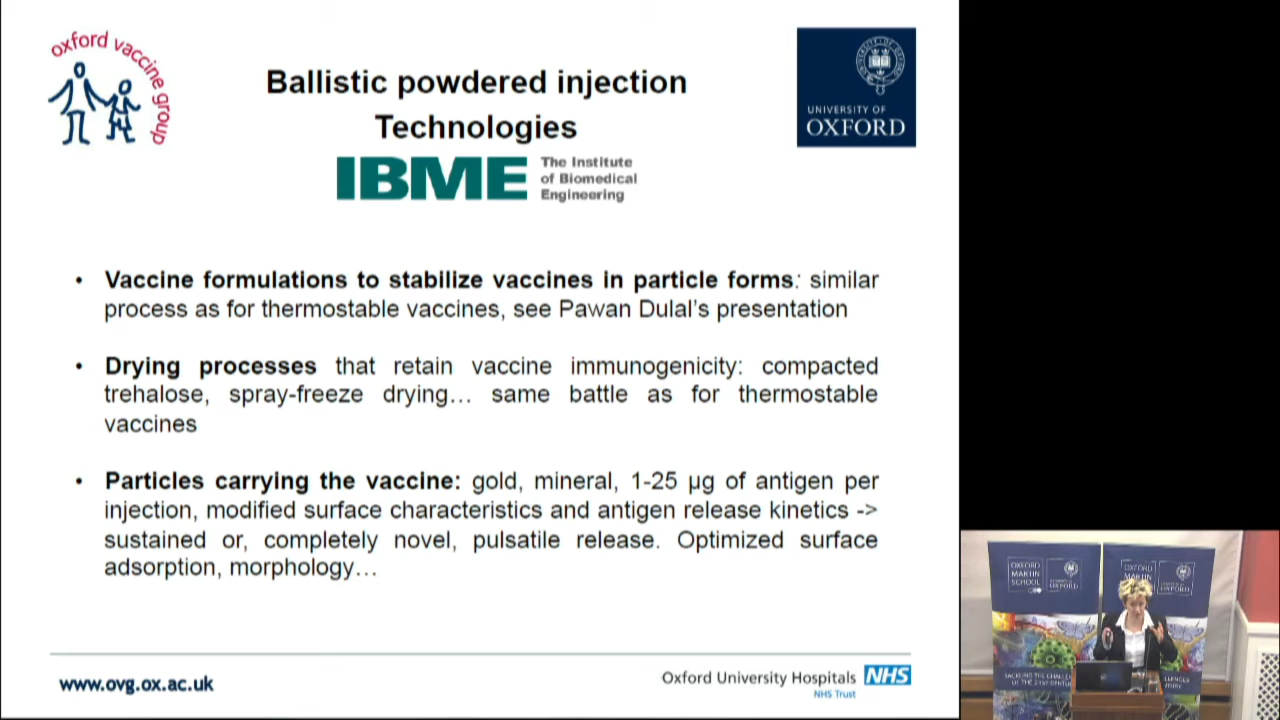 oxford vaccine group
Ballistic powdered injection
Technologies
UNIVERSITY OF
OXFORD
IBME
The Institute
of Biomedical
Engineering
• Vaccine formulations to stabilize vaccines in particle forms: similar
process as for thermostable vaccines, see Pawan Dulal's presentation
• Drying processes that retain vaccine immunogenicity: compacted
trehalose, spray-freeze drying… same battle as for thermostable
vaccines
• Particles carrying the vaccine: gold, mineral, 1-25 µg of antigen per
injection, modified surface characteristics and antigen release kinetics ->
sustained or, completely novel, pulsatile release. Optimized surface
adsorption, morphology…
www.ovg.ox.ac.uk
Oxford University Hospitals NHS
NHS Trust
OXFORD
MARTIN
SCHOOL
OXFORD
OXFORD
MARTIN
OXFORD